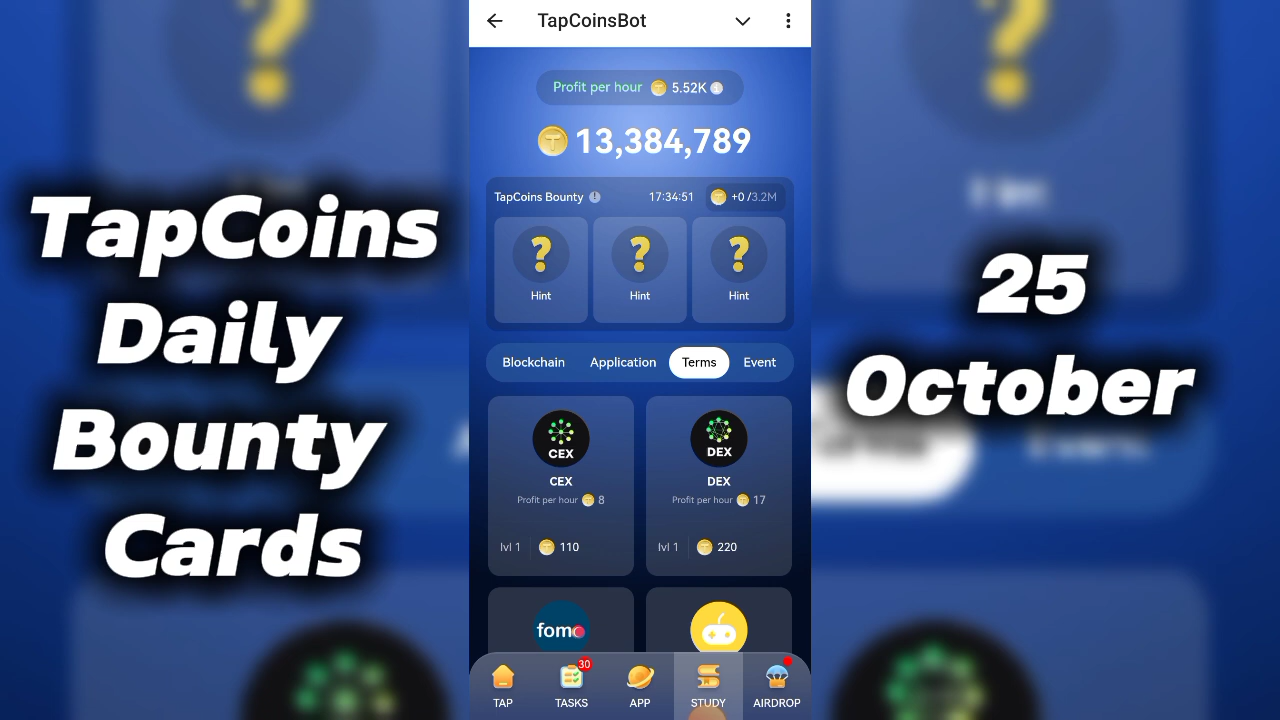 TapCoinsBot
Profit per hour 5.52K
13,384,789
TapCoins Bounty 17:34:51 +0 /3.2M
? ? ?
Hint Hint Hint
Blockchain Application Terms Event
CEX DEX
CEX DEX
Profit per hour 8 Profit per hour 17
lvl 1 110 lvl 1 220
fomo
30
TAP TASKS APP STUDY AIRDROP
TapCoins
Daily
Bounty
Cards
25
October